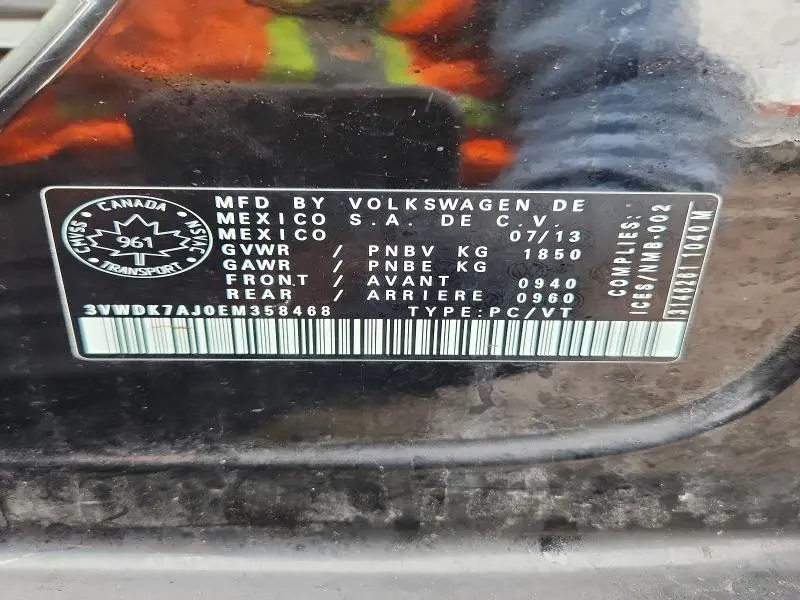 CANADA
CMVSS
961
NSVAC
TRANSPORT
MFD BY VOLKSWAGEN DE
MEXICO S.A. DE C.V.
MEXICO 07/13
GVWR / PNBV KG 1850
GAWR / PNBE KG
FRONT / AVANT 0940
REAR / ARRIERE 0960
3VWDK7AJ0EM358468 TYPE:PC/VT
COMPLIES:
ICES/NMB-002